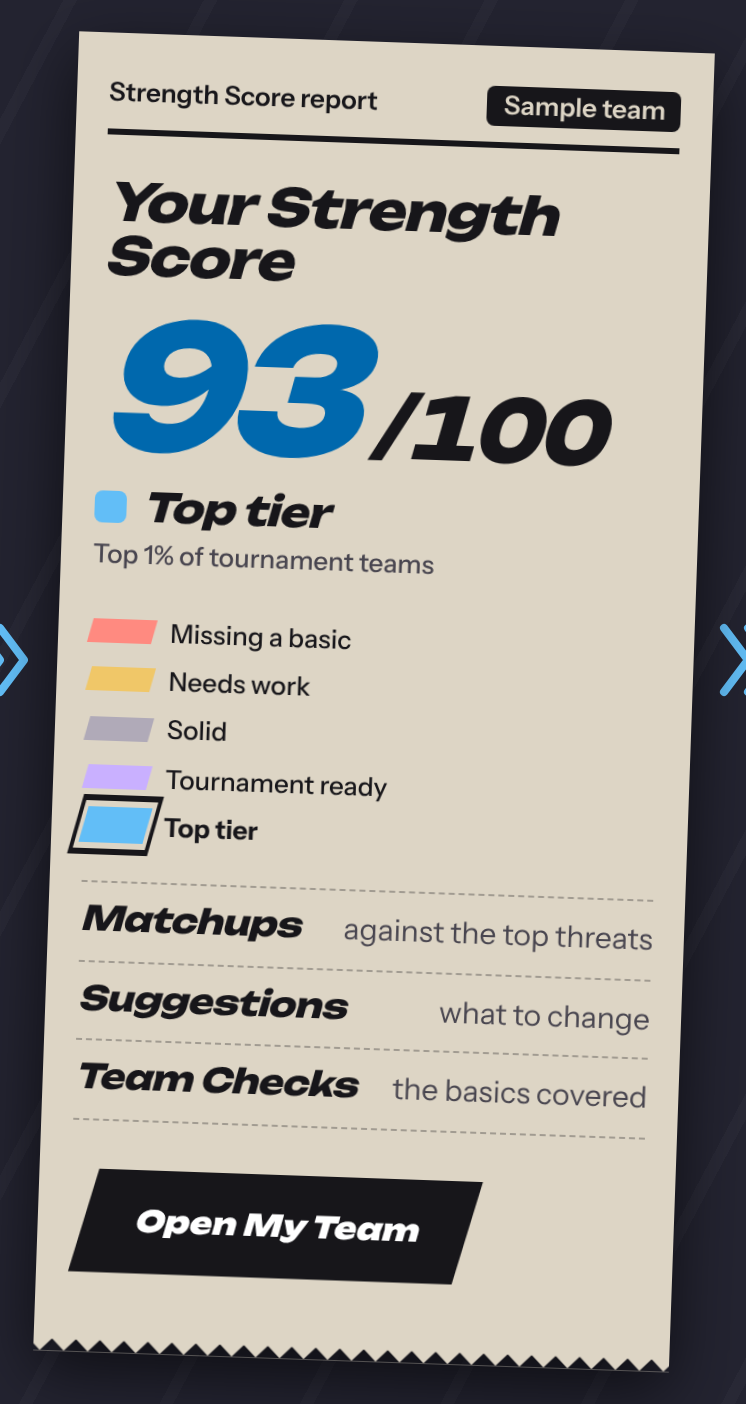 Strength Score report
Sample team
Your Strength
Score
93/100
Top tier
Top 1% of tournament teams
Missing a basic
Needs work
Solid
Tournament ready
Top tier
Matchups against the top threats
Suggestions what to change
Team Checks the basics covered
Open My Team